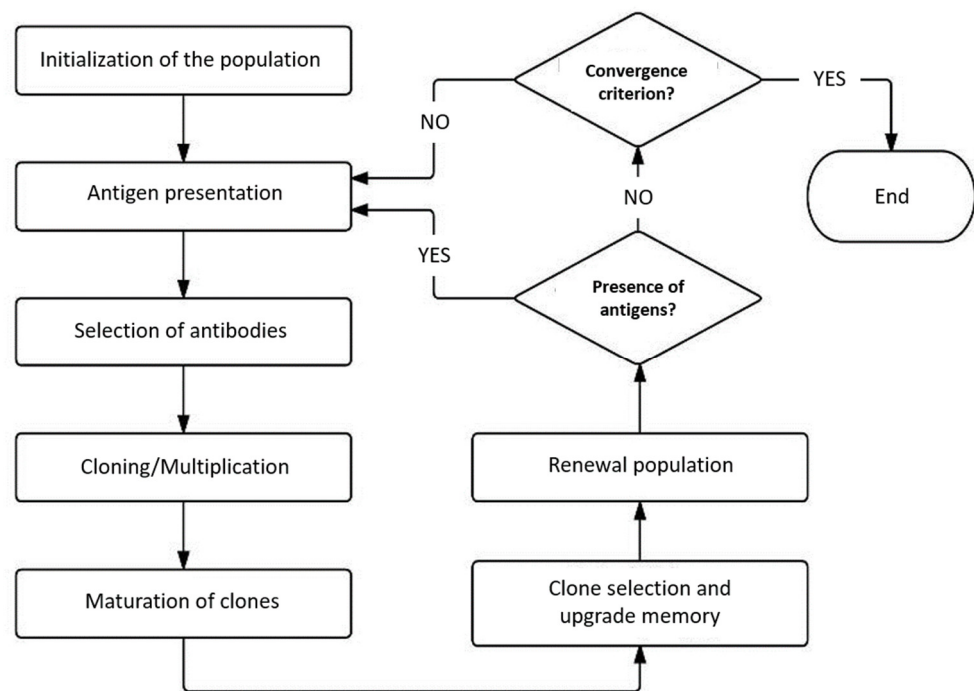 Initialization of the population
Antigen presentation
Selection of antibodies
Cloning/Multiplication
Maturation of clones
Clone selection and
upgrade memory
Renewal population
Presence of
antigens?
YES
NO
Convergence
criterion?
NO
YES
End